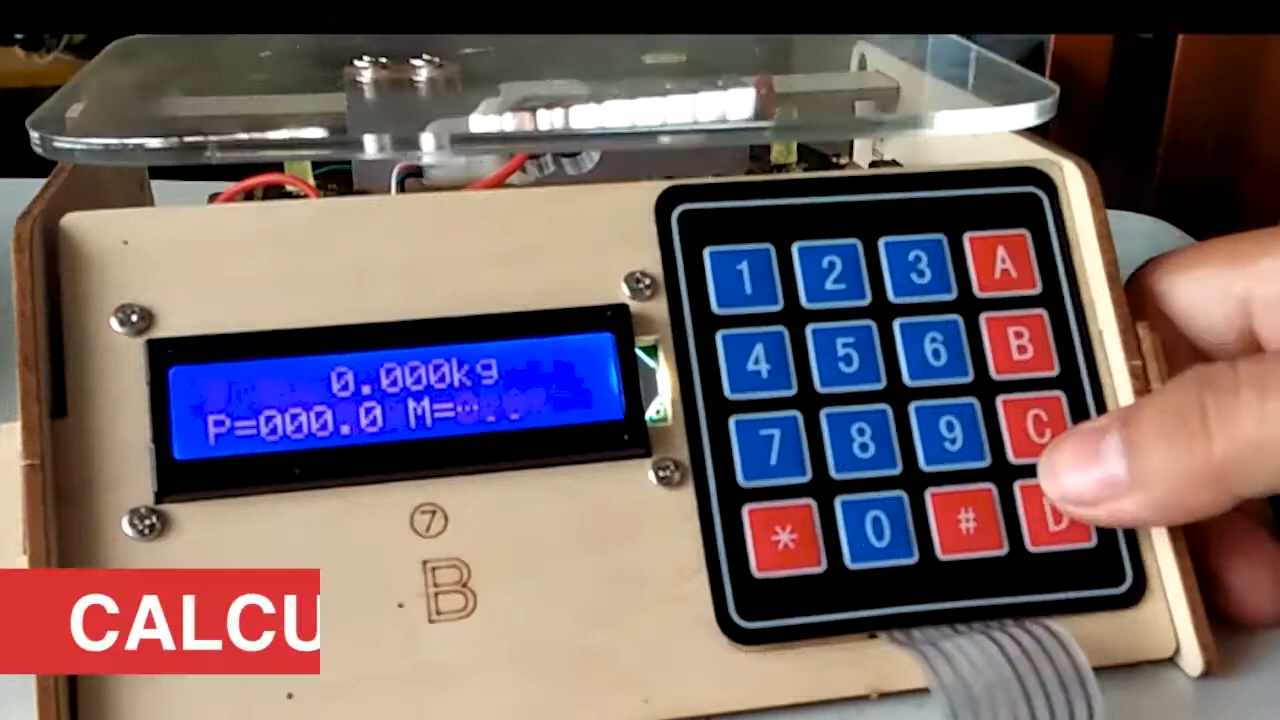 0.000kg
P=000.0 M=
1 2 3 A
4 5 6 B
7 8 9 C
* 0 # D
⑦
B
CALCU